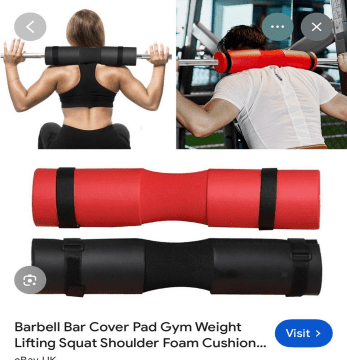 Barbell Bar Cover Pad Gym Weight
Lifting Squat Shoulder Foam Cushion...
Visit >
eBay UK